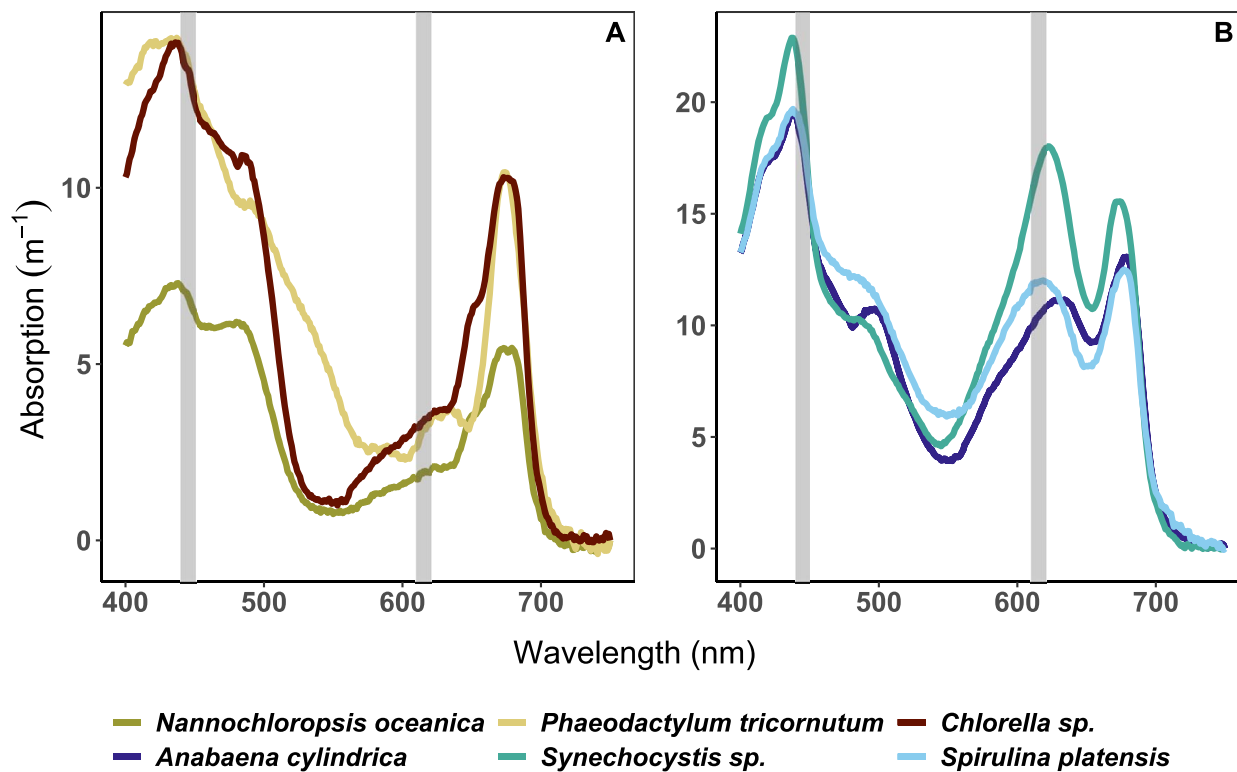 A
B
10
5
0
20
15
10
5
0
400 500 600 700
400 500 600 700
Absorption (m⁻¹)
Wavelength (nm)
Nannochloropsis oceanica Phaeodactylum tricornutum Chlorella sp.
Anabaena cylindrica Synechocystis sp. Spirulina platensis